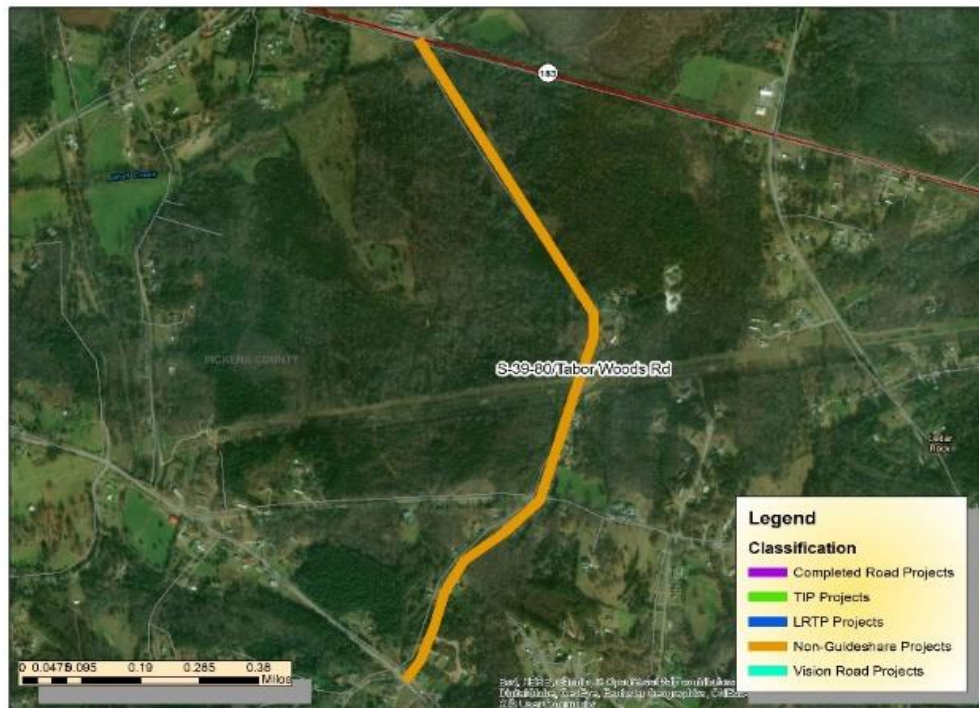 183
PICKENS COUNTY
S-39-80/Tabor Woods Rd
Cedar
Rock
Legend
Classification
Completed Road Projects
TIP Projects
LRTP Projects
Non-Guideshare Projects
Vision Road Projects
0 0.0475 0.095 0.19 0.285 0.38
Miles